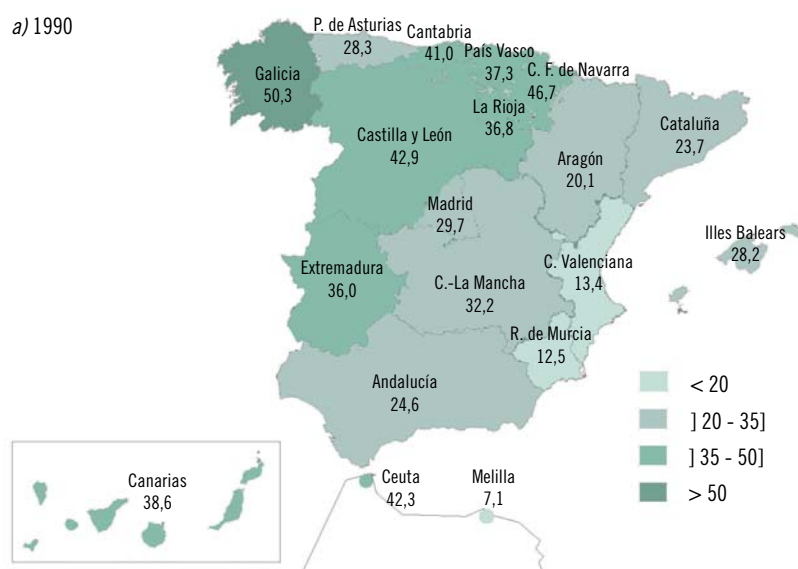 a) 1990
P. de Asturias
28,3
Cantabria
41,0
País Vasco
37,3
C. F. de Navarra
46,7
Galicia
50,3
La Rioja
36,8
Castilla y León
42,9
Cataluña
23,7
Aragón
20,1
Madrid
29,7
Illes Balears
28,2
Extremadura
36,0
C.-La Mancha
32,2
C. Valenciana
13,4
R. de Murcia
12,5
Andalucía
24,6
< 20
] 20 - 35]
] 35 - 50]
> 50
Canarias
38,6
Ceuta
42,3
Melilla
7,1